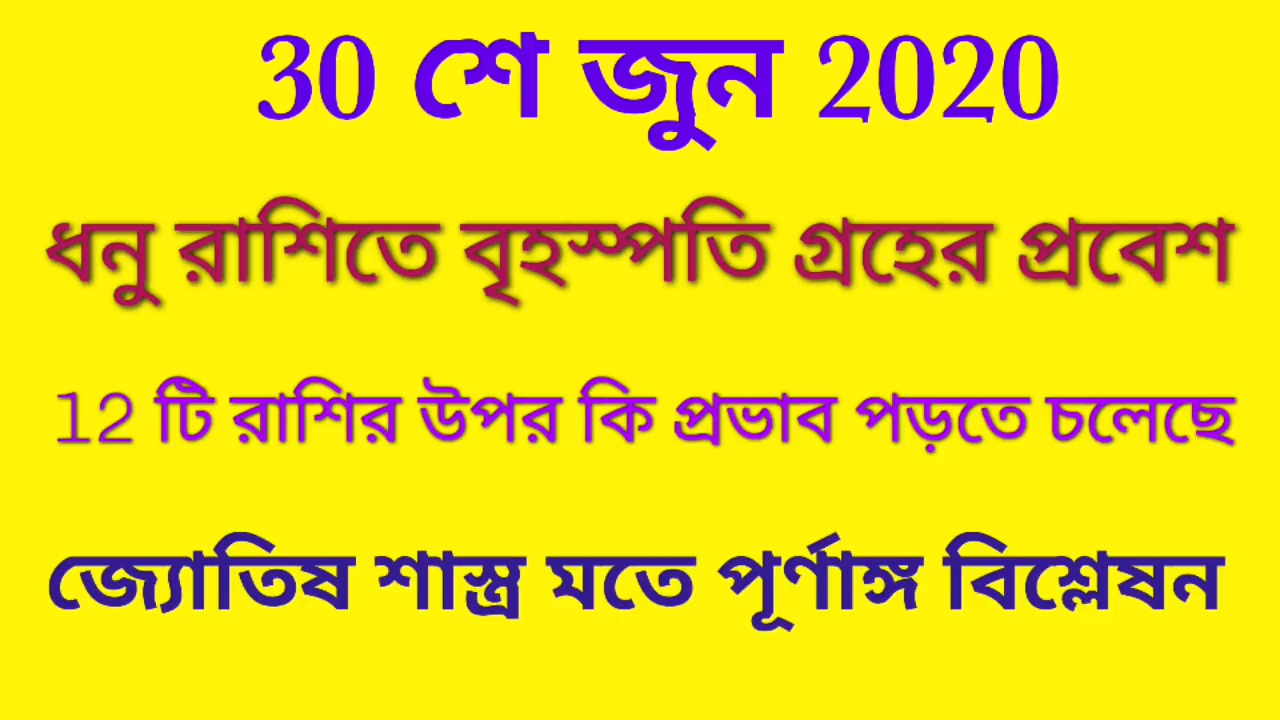 30 শে জুন 2020
ধনু রাশিতে বৃহস্পতি গ্রহের প্রবেশ
12 টি রাশির উপর কি প্রভাব পড়তে চলেছে
জ্যোতিষ শাস্ত্র মতে পূর্ণাঙ্গ বিশ্লেষন